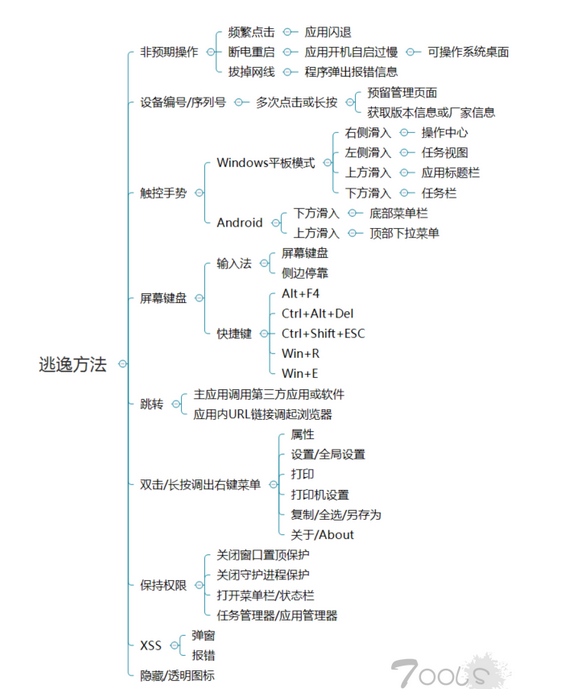 逃逸方法
非预期操作
频繁点击
应用闪退
断电重启
应用开机自启过慢
可操作系统桌面
拔掉网线
程序弹出报错信息
设备编号/序列号
多次点击或长按
预留管理页面
获取版本信息或厂家信息
触控手势
Windows平板模式
右侧滑入
操作中心
左侧滑入
任务视图
上方滑入
应用标题栏
下方滑入
任务栏
Android
下方滑入
底部菜单栏
上方滑入
顶部下拉菜单
屏幕键盘
输入法
屏幕键盘
侧边停靠
快捷键
Alt+F4
Ctrl+Alt+Del
Ctrl+Shift+ESC
Win+R
Win+E
跳转
主应用调用第三方应用或软件
应用内URL链接调起浏览器
双击/长按调出右键菜单
属性
设置/全局设置
打印
打印机设置
复制/全选/另存为
关于/About
保持权限
关闭窗口置顶保护
关闭守护进程保护
打开菜单栏/状态栏
任务管理器/应用管理器
XSS
弹窗
报错
隐藏/透明图标
7ools